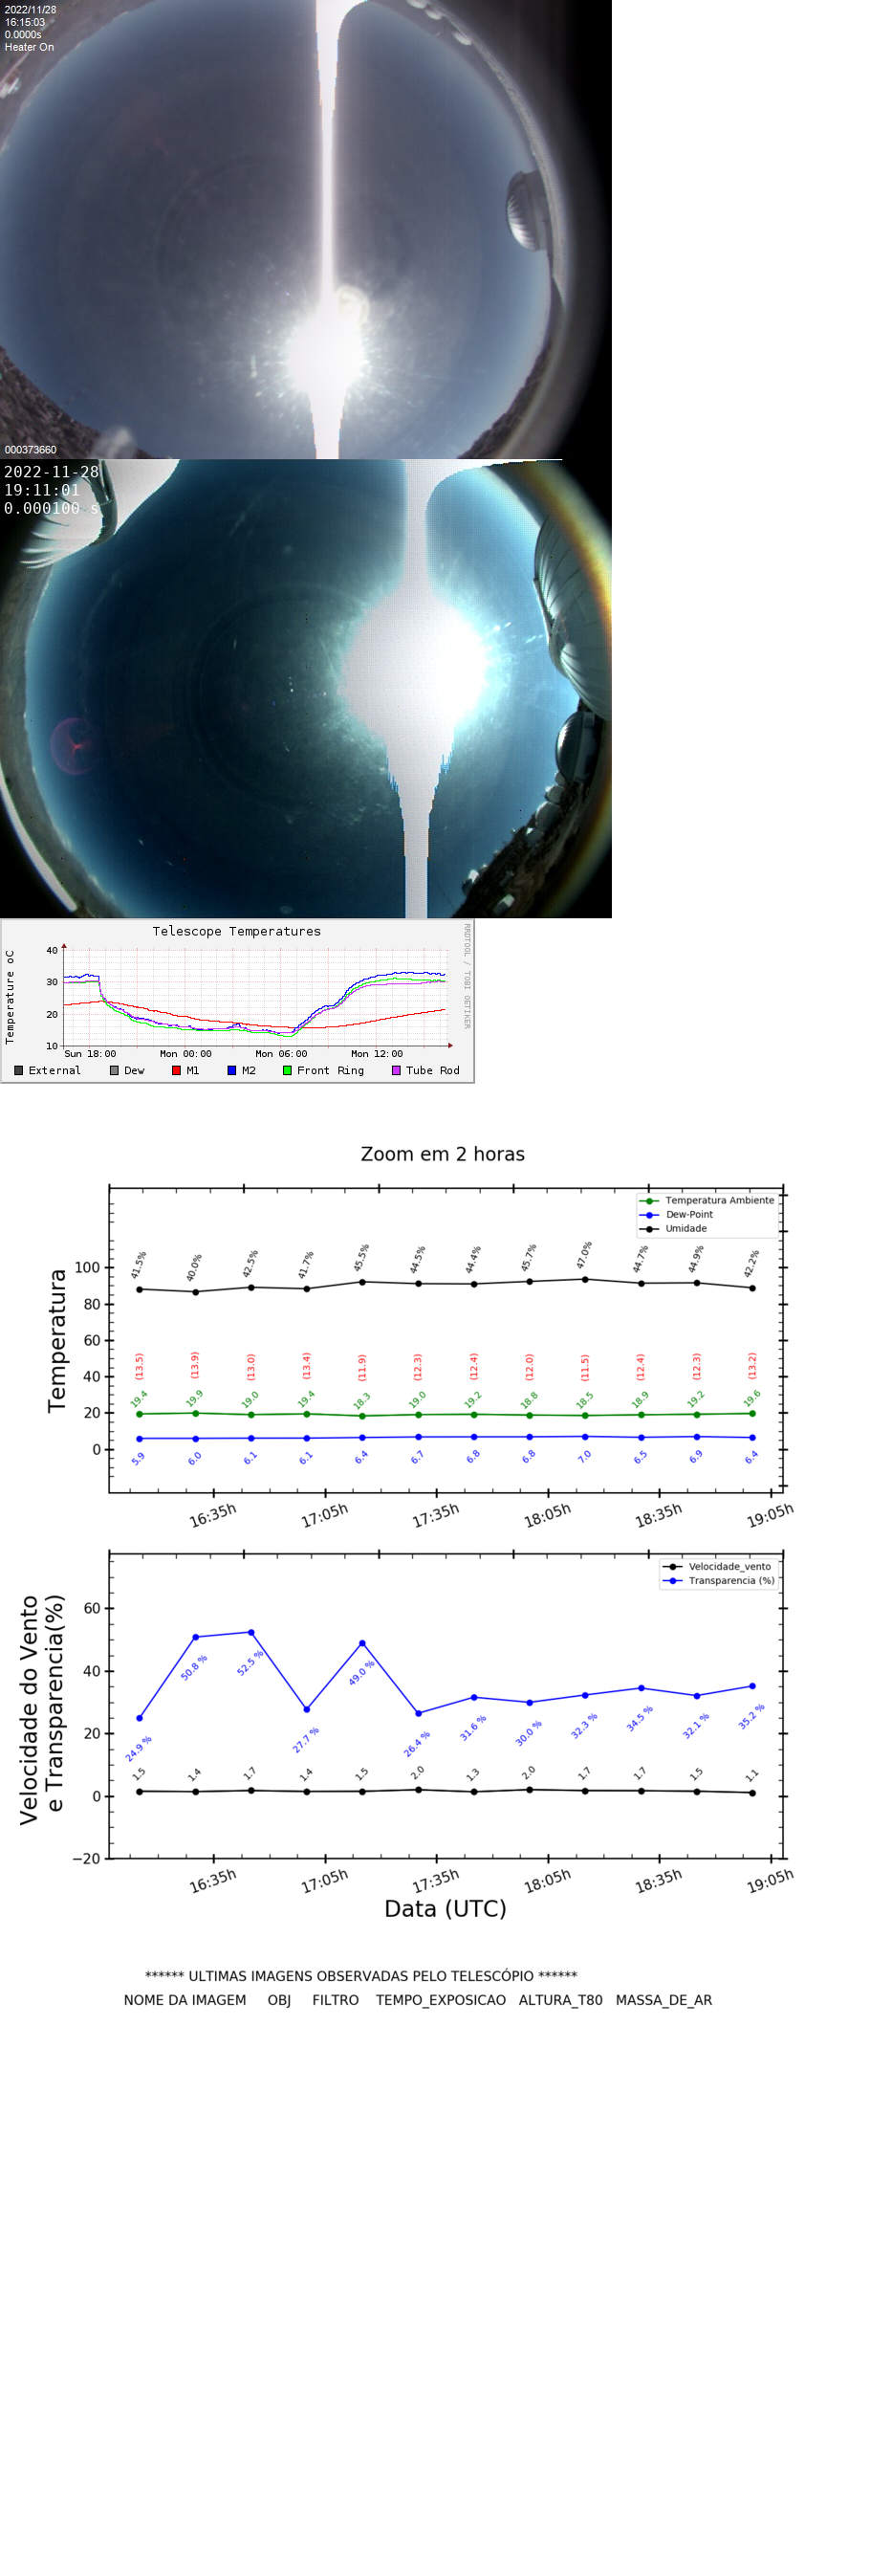 2022/11/28
16:15:03
0.0000s
Heater On
000373660
2022-11-28
19:11:01
0.000100 s
Telescope Temperatures
RRDTOOL / TOBI OETIKER
Temperature oC
40
30
20
10
Sun 18:00 Mon 00:00 Mon 06:00 Mon 12:00
External Dew M1 M2 Front Ring Tube Rod
Zoom em 2 horas
Temperatura Ambiente
Dew-Point
Umidade
Temperatura
100
80
60
40
20
0
41.5% 40.0% 42.5% 41.7% 45.5% 44.5% 44.4% 45.7% 47.0% 44.7% 44.9% 42.2%
(13.5) (13.9) (13.0) (13.4) (11.9) (12.3) (12.4) (12.0) (11.5) (12.4) (12.3) (13.2)
19.4 19.9 19.0 19.4 18.3 19.0 19.2 18.8 18.5 18.9 19.2 19.6
5.9 6.0 6.1 6.1 6.4 6.7 6.8 6.8 7.0 6.5 6.9 6.4
16:35h 17:05h 17:35h 18:05h 18:35h 19:05h
Velocidade_vento
Transparencia (%)
Velocidade do Vento
e Transparencia(%)
60
40
20
0
−20
24.9 % 50.8 % 52.5 % 27.7 % 49.0 % 26.4 % 31.6 % 30.0 % 32.3 % 34.5 % 32.1 % 35.2 %
1.5 1.4 1.7 1.4 1.5 2.0 1.3 2.0 1.7 1.7 1.5 1.1
16:35h 17:05h 17:35h 18:05h 18:35h 19:05h
Data (UTC)
****** ULTIMAS IMAGENS OBSERVADAS PELO TELESCÓPIO ******
NOME DA IMAGEM OBJ FILTRO TEMPO_EXPOSICAO ALTURA_T80 MASSA_DE_AR